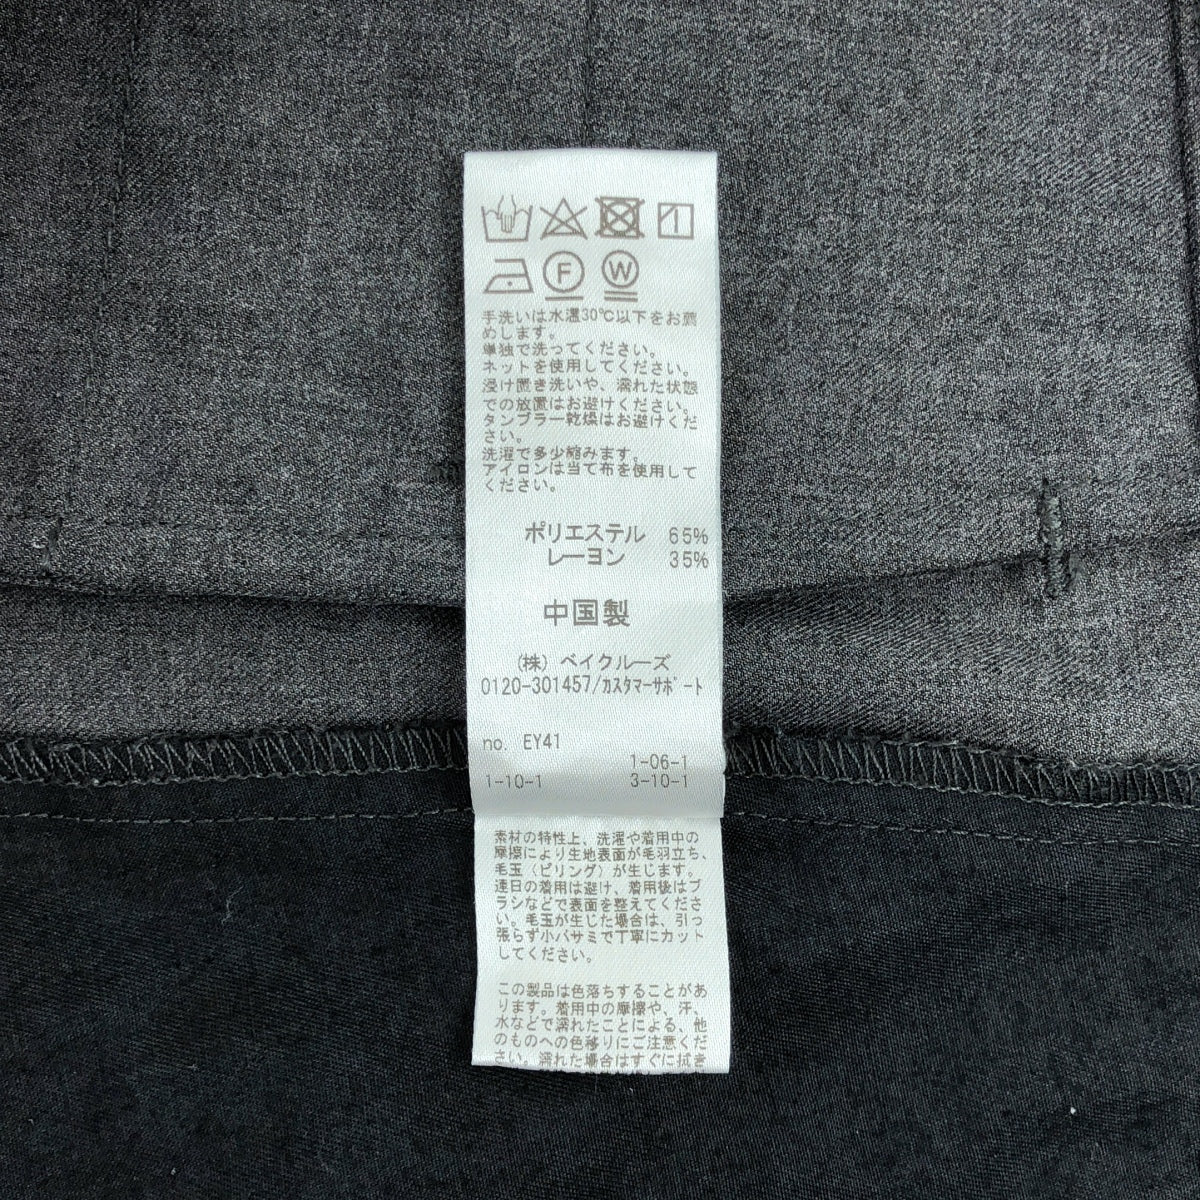 F W
手洗いは水温30℃以下をお薦
めします。
単独で洗ってください。
ネットを使用してください。
浸け置き洗いや、濡れた状態
での放置はお避けください。
タンブラー乾燥はお避けくだ
さい。
洗濯で多少縮みます。
アイロンは当て布を使用して
ください。
ポリエステル 65%
レーヨン 35%
中国製
(株) ベイクルーズ
0120-301457/ｶｽﾀﾏｰｻﾎﾟｰﾄ
no. EY41
1-06-1
1-10-1 3-10-1
素材の特性上、洗濯や着用中の
摩擦により生地表面が毛羽立ち、
毛玉(ピリング)が生じます。
連日の着用は避け、着用後はブ
ラシなどで表面を整えてくださ
い。毛玉が生じた場合は、引っ
張らず小バサミで丁寧にカット
してください。
この製品は色落ちすることがあ
ります。着用中の摩擦や、汗、
水などで濡れたことによる、他
のものへの色移りにご注意くださ
い。濡れた場合はすぐに拭き